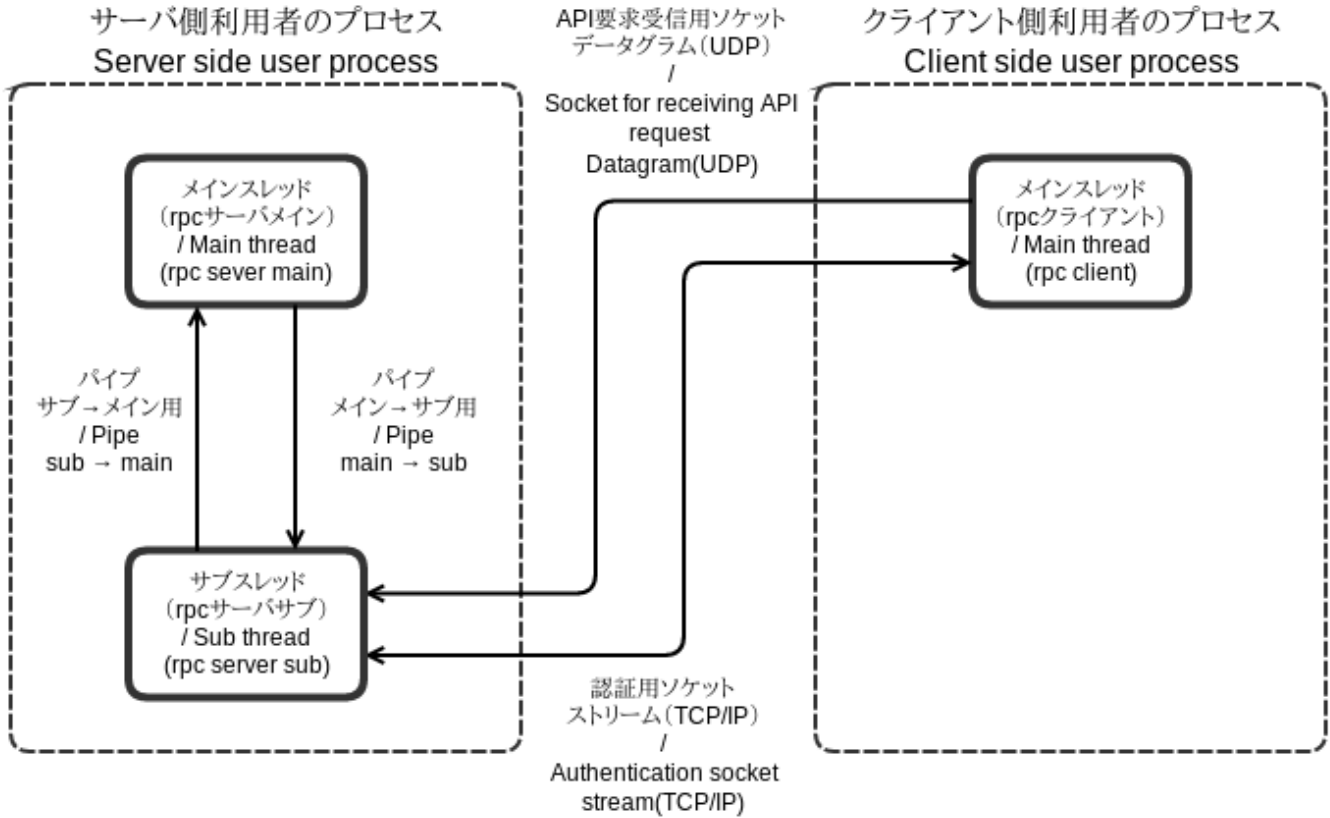 サーバ側利用者のプロセス
Server side user process
API要求受信用ソケット
データグラム(UDP)
/
Socket for receiving API
request
Datagram(UDP)
クライアント側利用者のプロセス
Client side user process
メインスレッド
(rpcサーバメイン)
/ Main thread
(rpc sever main)
メインスレッド
(rpcクライアント)
/ Main thread
(rpc client)
パイプ
サブ→メイン用
/ Pipe
sub → main
パイプ
メイン→サブ用
/ Pipe
main → sub
サブスレッド
(rpcサーバサブ)
/ Sub thread
(rpc server sub)
認証用ソケット
ストリーム(TCP/IP)
/
Authentication socket
stream(TCP/IP)